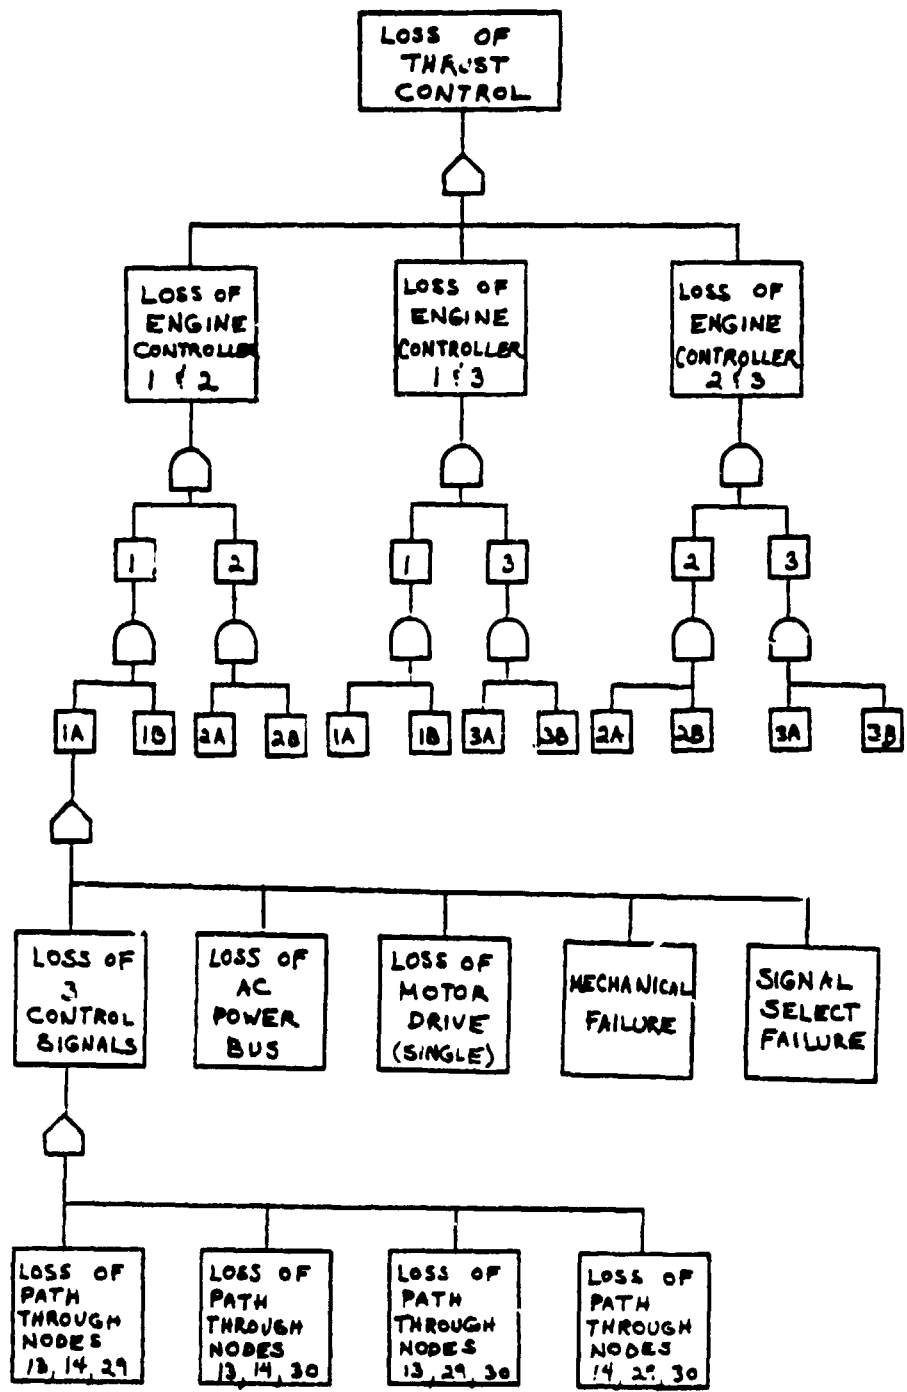 LOSS OF
THRUST
CONTROL
LOSS OF
ENGINE
CONTROLLER
1 & 2
LOSS OF
ENGINE
CONTROLLER
1 & 3
LOSS OF
ENGINE
CONTROLLER
2 & 3
1
2
1
3
2
3
1A
1B
2A
2B
1A
1B
3A
3B
2A
2B
3A
3B
LOSS OF
3
CONTROL
SIGNALS
LOSS OF
AC
POWER
BUS
LOSS OF
MOTOR
DRIVE
(SINGLE)
MECHANICAL
FAILURE
SIGNAL
SELECT
FAILURE
LOSS OF
PATH
THROUGH
NODES
13, 14, 29
LOSS OF
PATH
THROUGH
NODES
13, 14, 30
LOSS OF
PATH
THROUGH
NODES
13, 29, 30
LOSS OF
PATH
THROUGH
NODES
14, 29, 30